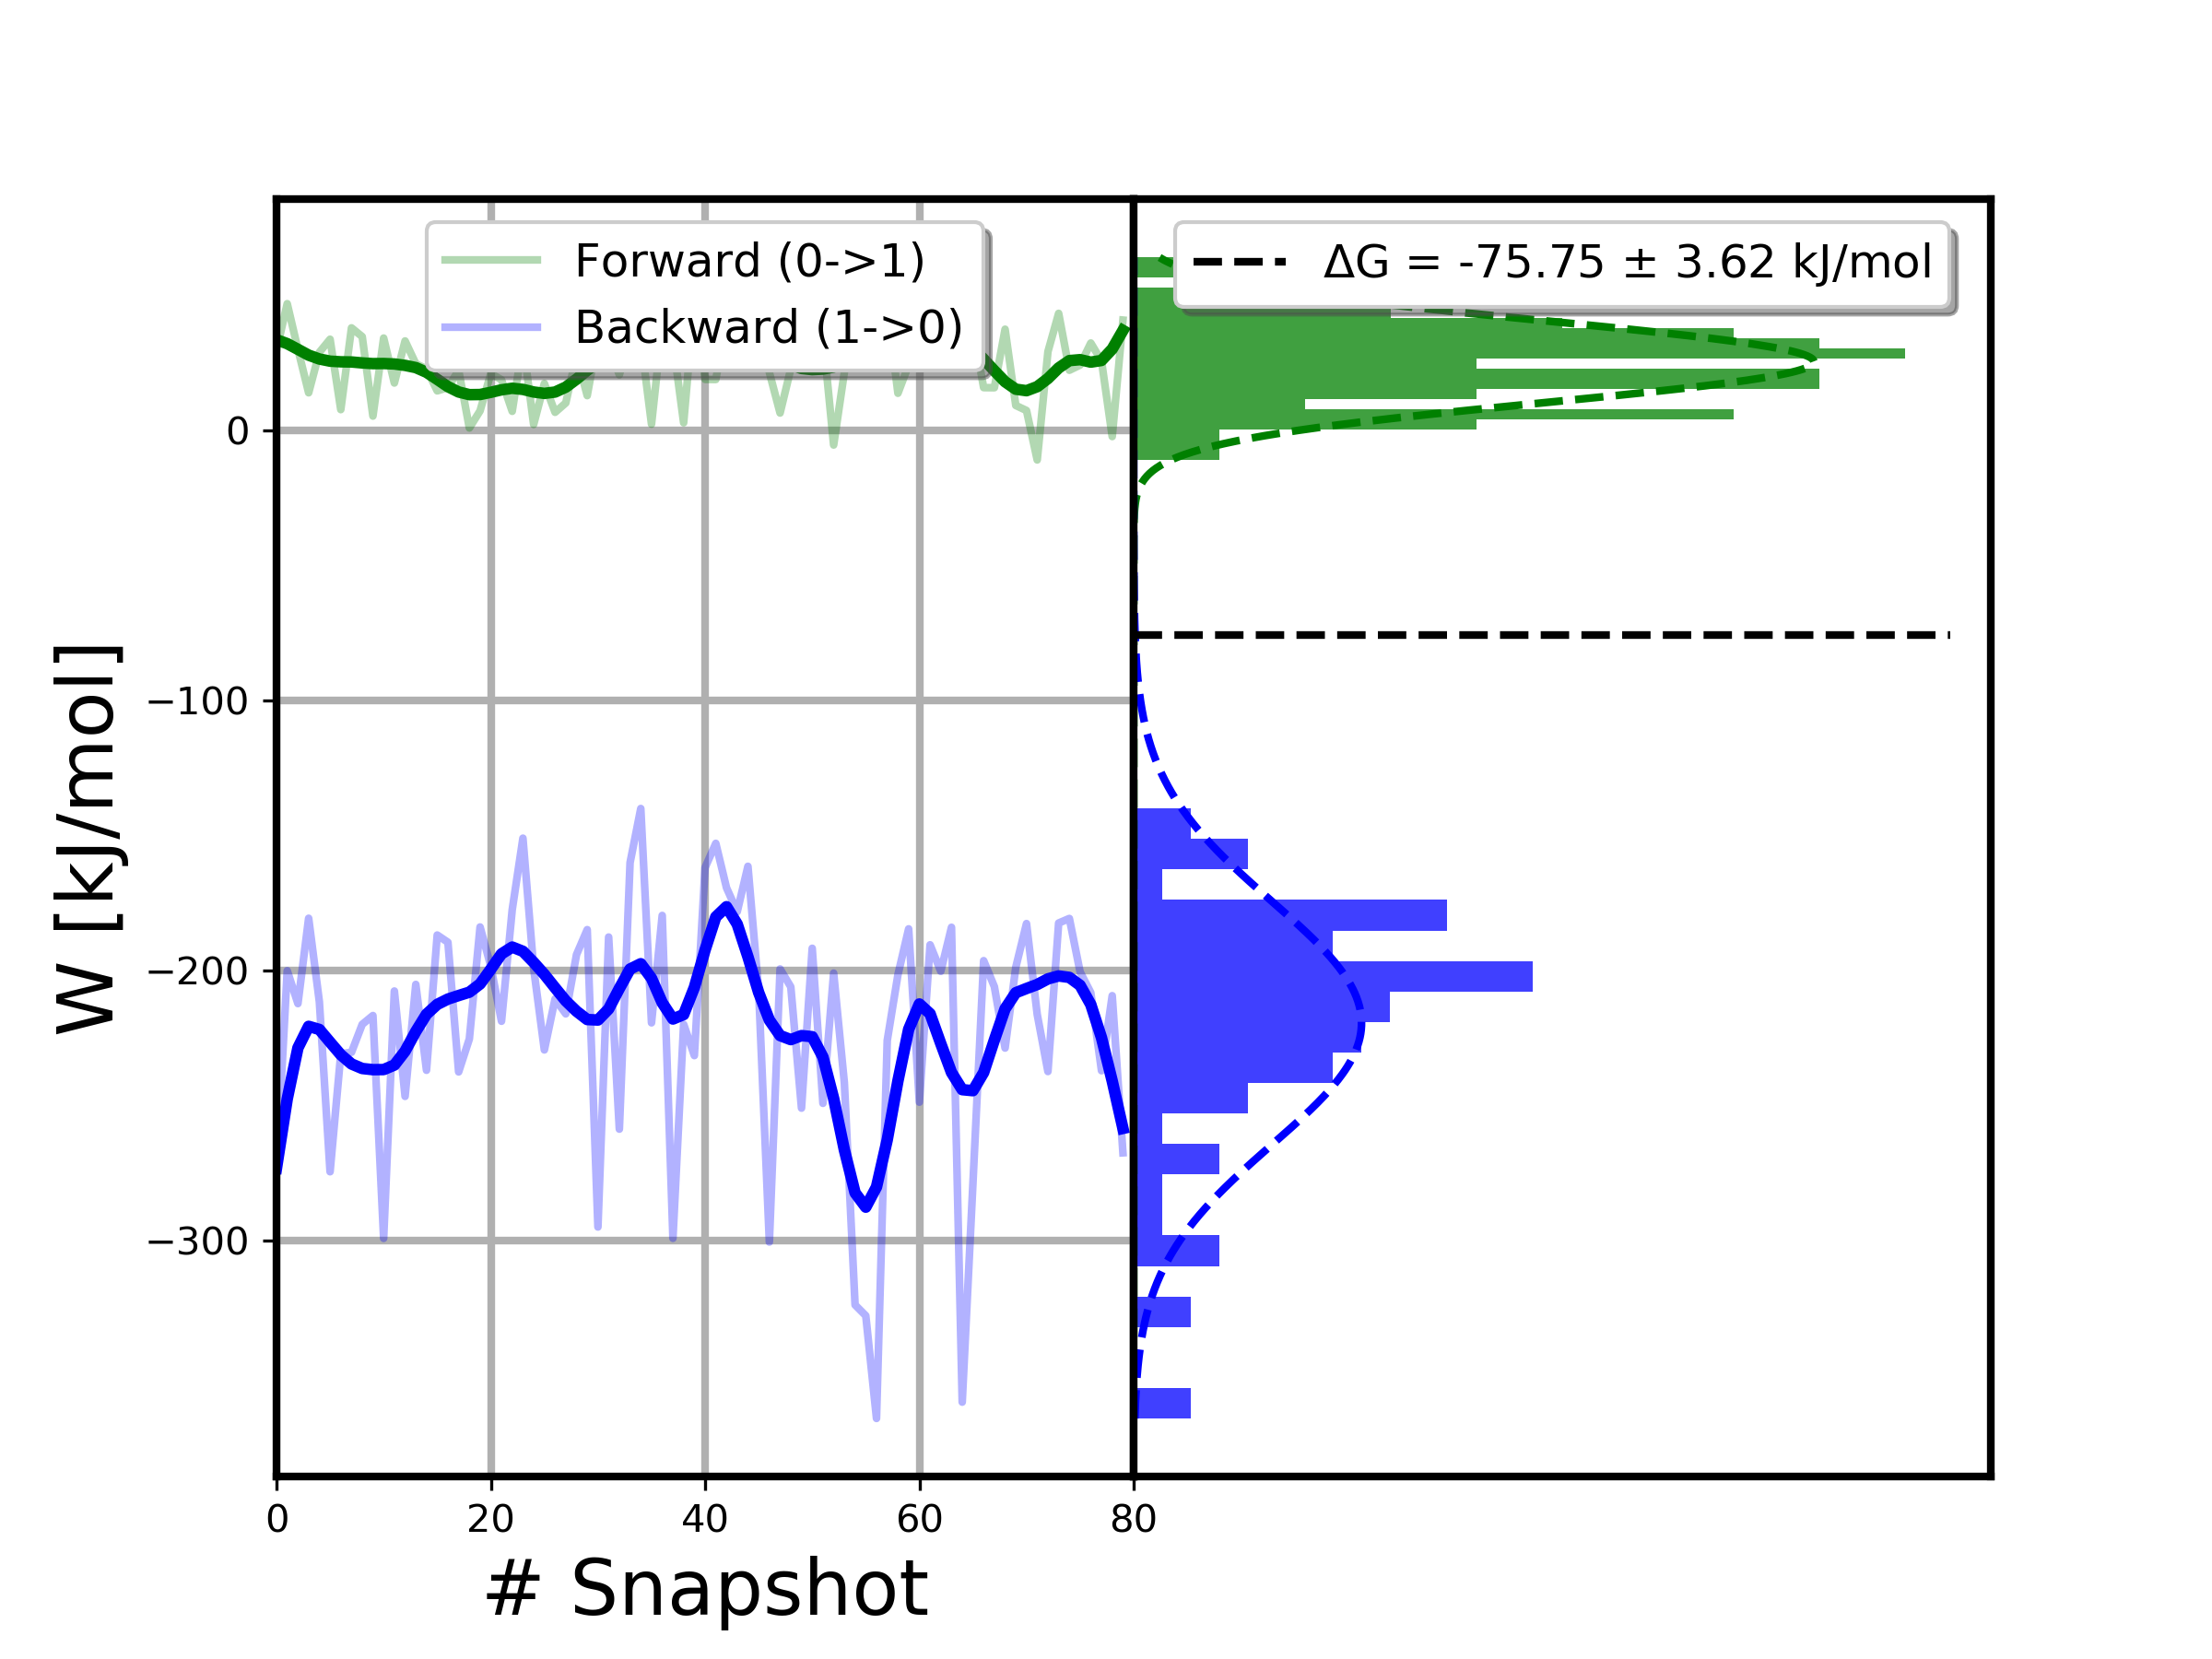 Forward (0->1)
Backward (1->0)
ΔG = -75.75 ± 3.62 kJ/mol
W [kJ/mol]
0
−100
−200
−300
0 20 40 60 80
# Snapshot